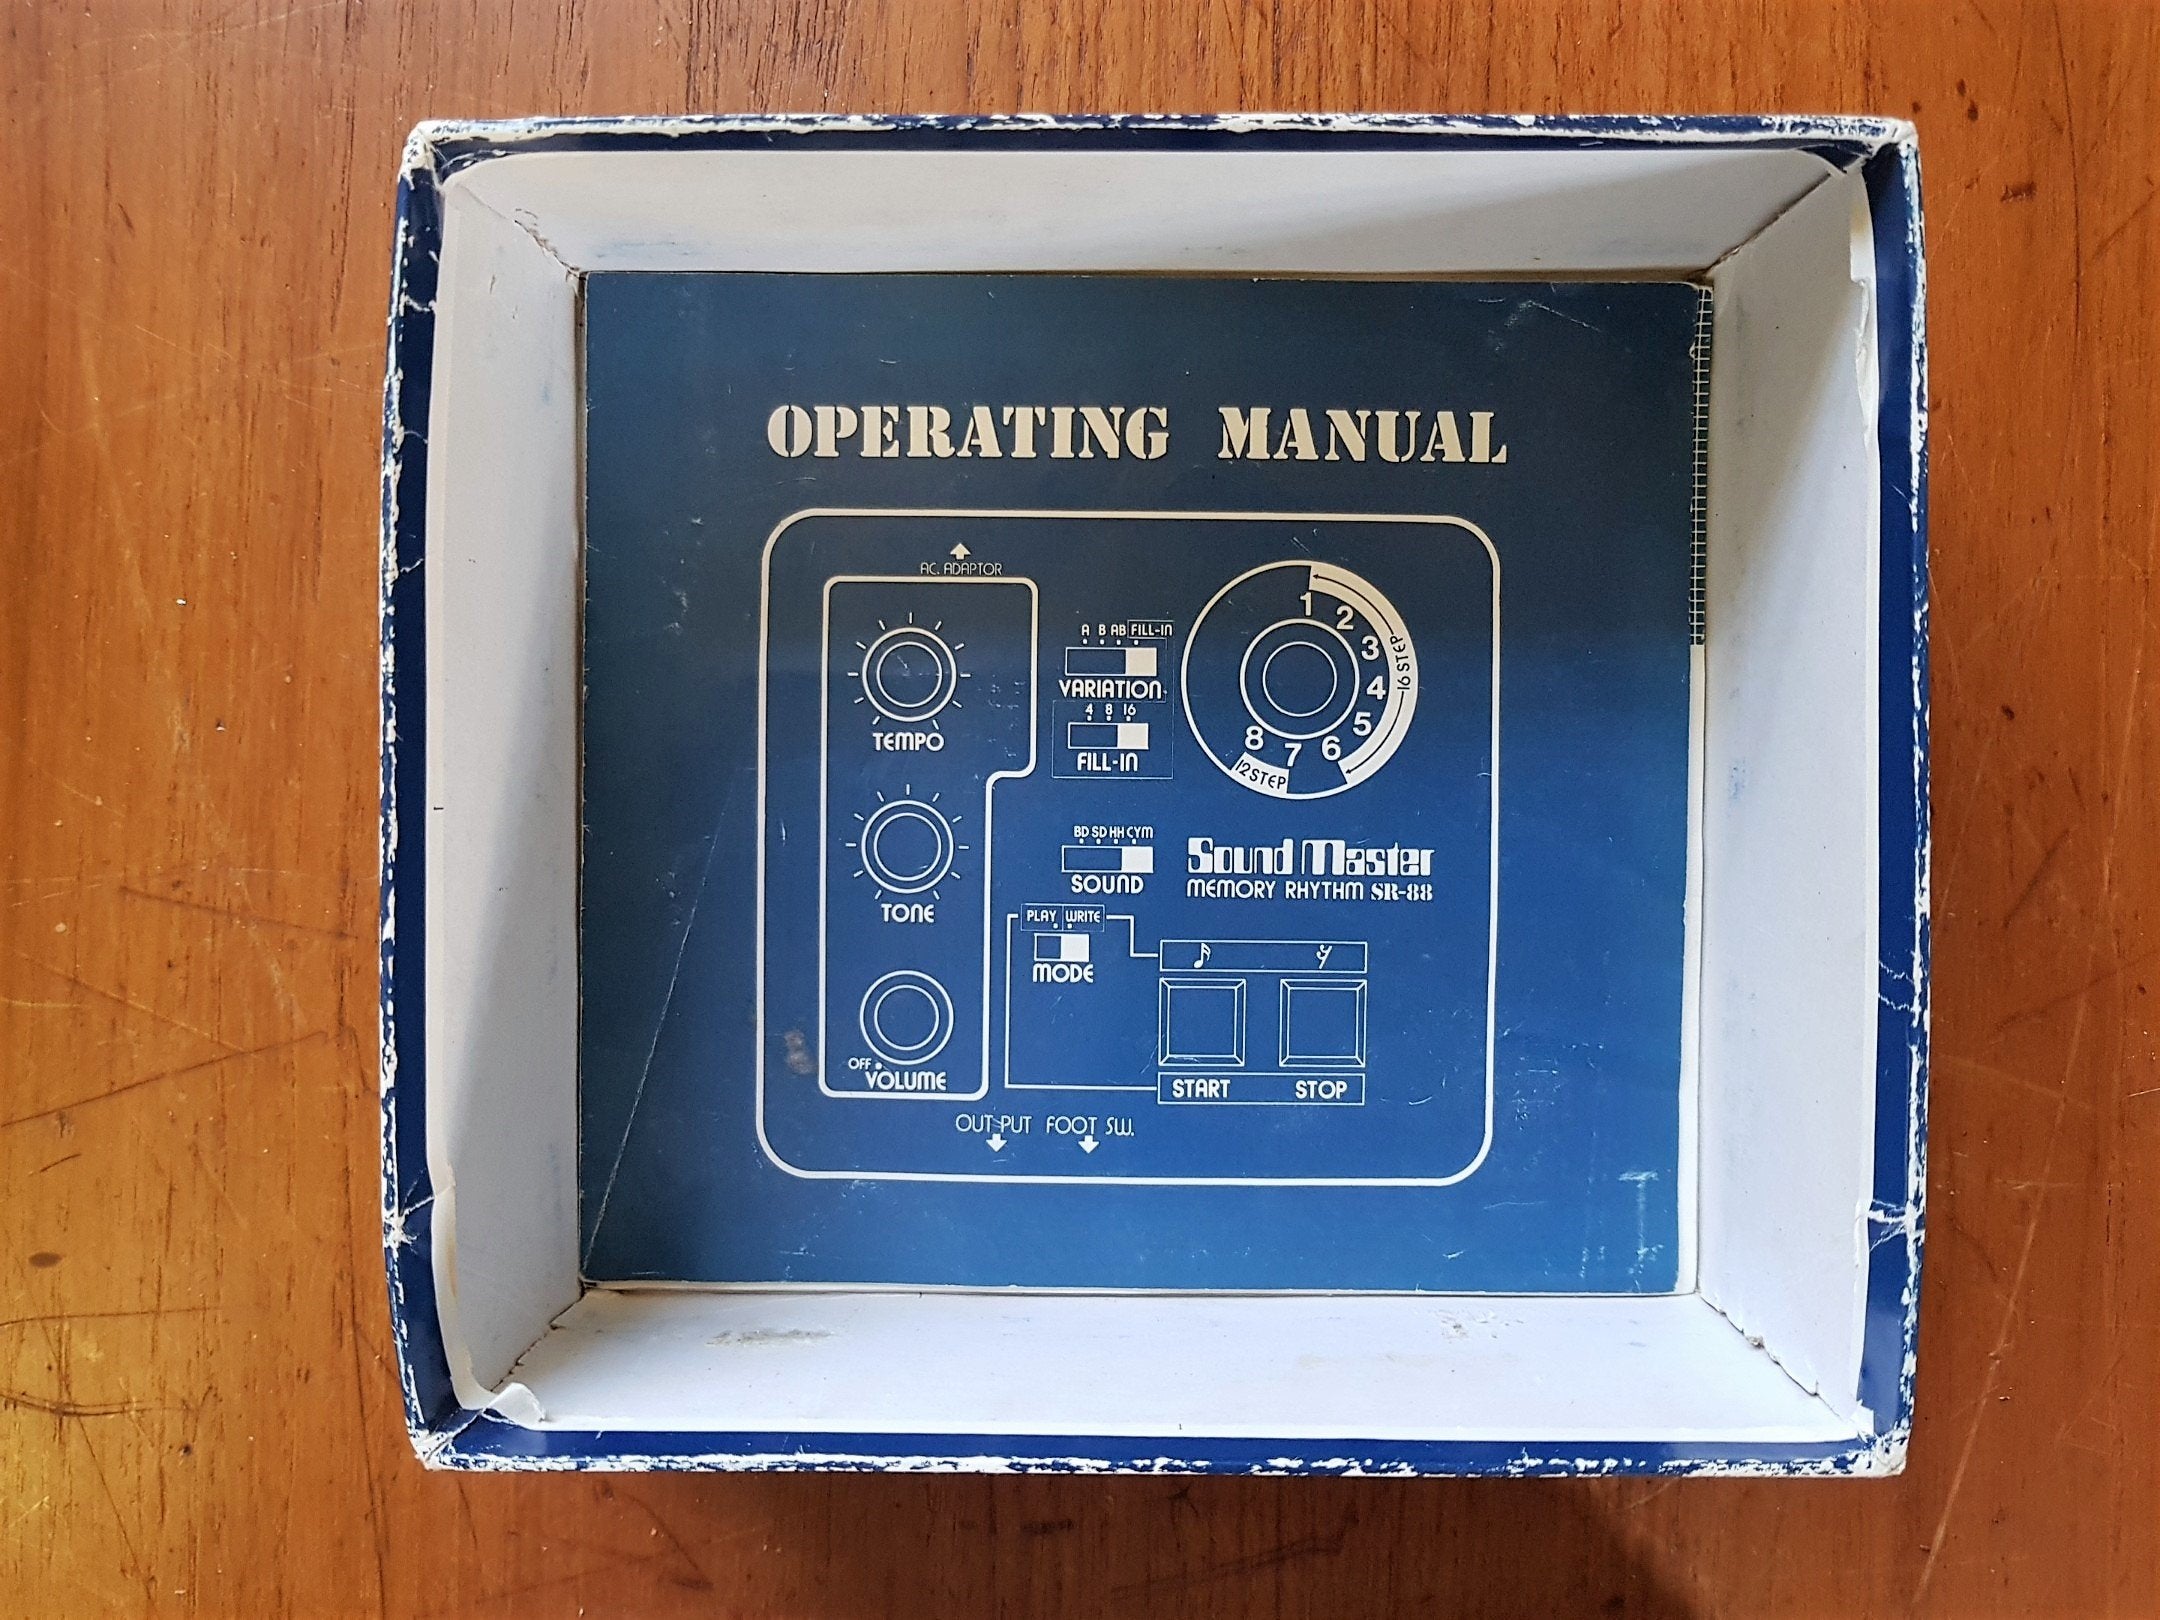 OPERATING MANUAL
AC. ADAPTOR
TEMPO
TONE
OFF
VOLUME
A B AB FILL-IN
VARIATION
4 8 16
FILL-IN
1
2
3
4
5
6
7
8
16 STEP
12 STEP
BD SD HH CYM
SOUND
Sound Master
MEMORY RHYTHM SR-88
PLAY WRITE
MODE
START STOP
OUT PUT FOOT SW.